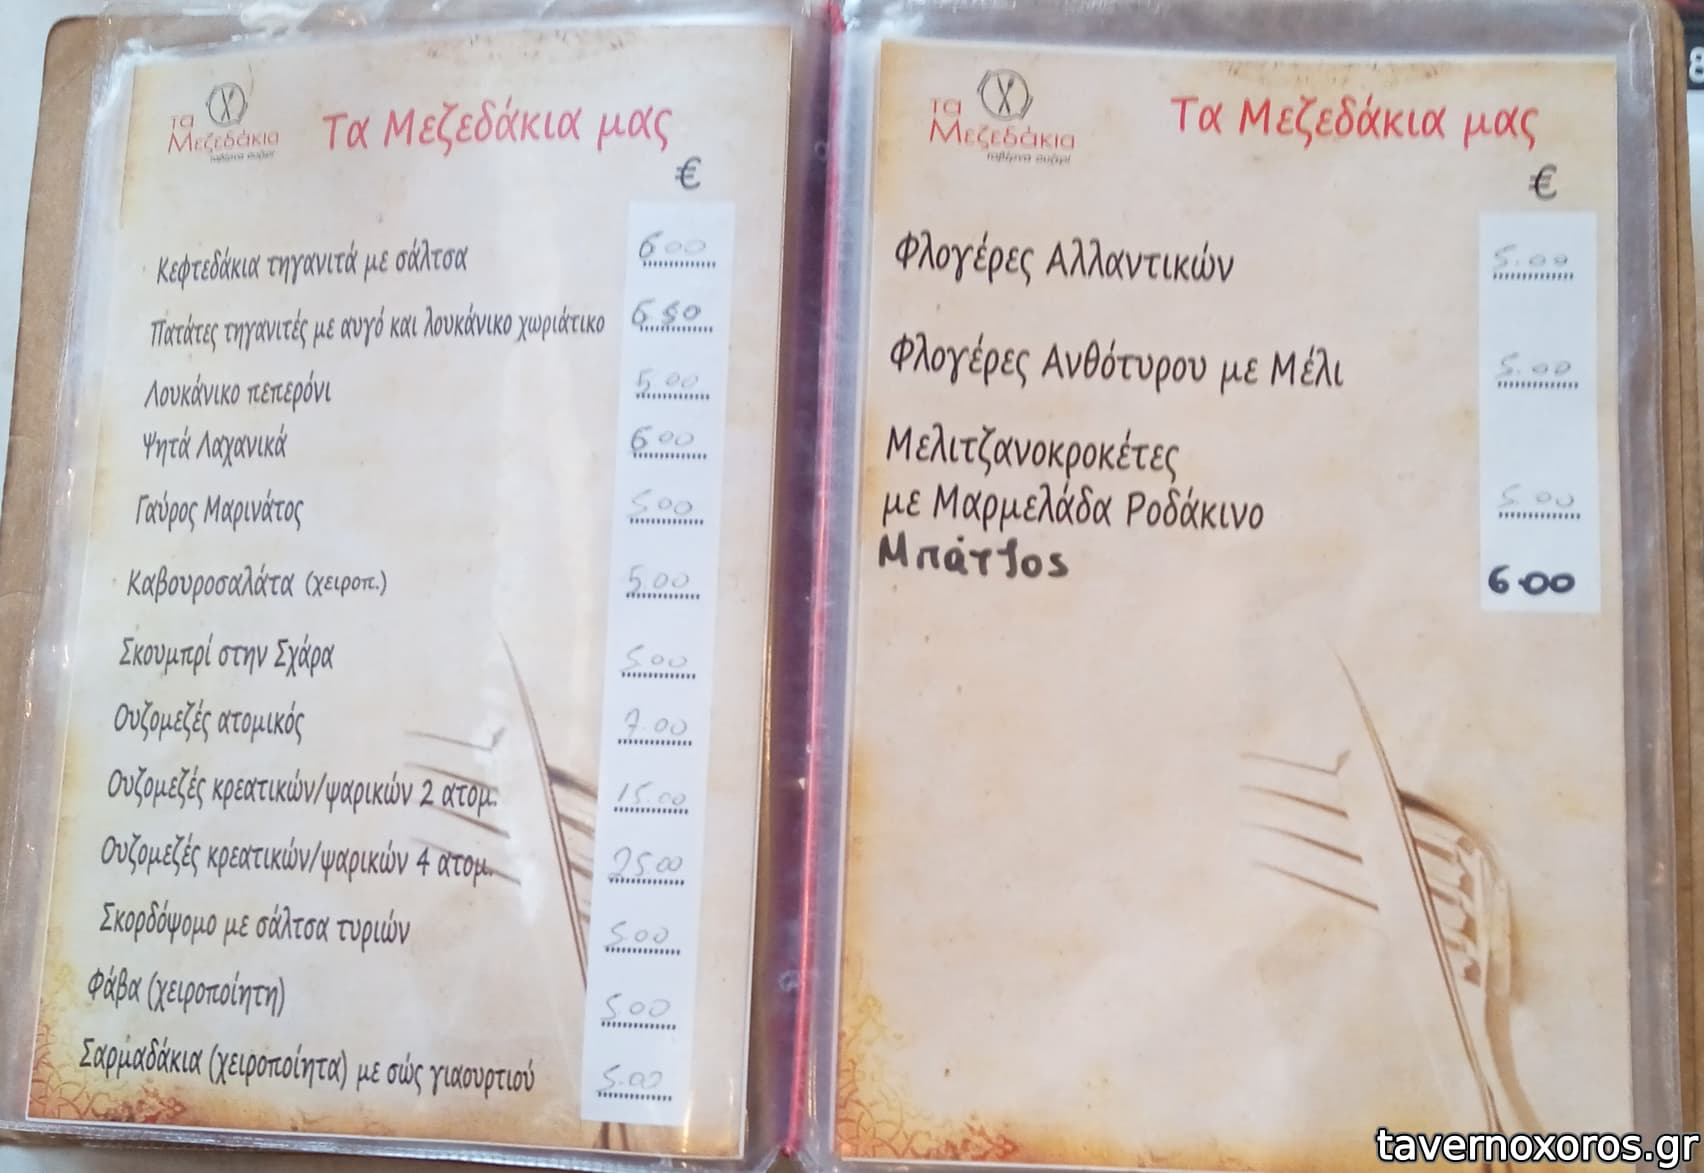 τα Μεζεδάκια
Τα Μεζεδάκια μας
€
Κεφτεδάκια τηγανιτά με σάλτσα 6.00
Πατάτες τηγανιτές με αυγό και λουκάνικο χωριάτικο 6.50
Λουκάνικο πεπερόνι 5.00
Ψητά Λαχανικά 6.00
Γαύρος Μαρινάτος 5.00
Καβουροσαλάτα (χειροπ.) 5.00
Σκουμπρί στην Σχάρα 5.00
Ουζομεζές ατομικός 7.00
Ουζομεζές κρεατικών/ψαρικών 2 ατομ. 15.00
Ουζομεζές κρεατικών/ψαρικών 4 ατομ. 25.00
Σκορδόψομο με σάλτσα τυριών 5.00
Φάβα (χειροποίητη) 5.00
Σαρμαδάκια (χειροποίητα) με σώς γιαουρτιού 5.00
τα Μεζεδάκια
Τα Μεζεδάκια μας
€
Φλογέρες Αλλαντικών 5.00
Φλογέρες Ανθότυρου με Μέλι 5.00
Μελιτζανοκροκέτες
με Μαρμελάδα Ροδάκινο 5.00
Μπάτζος 6.00
8
tavernoxoros.gr